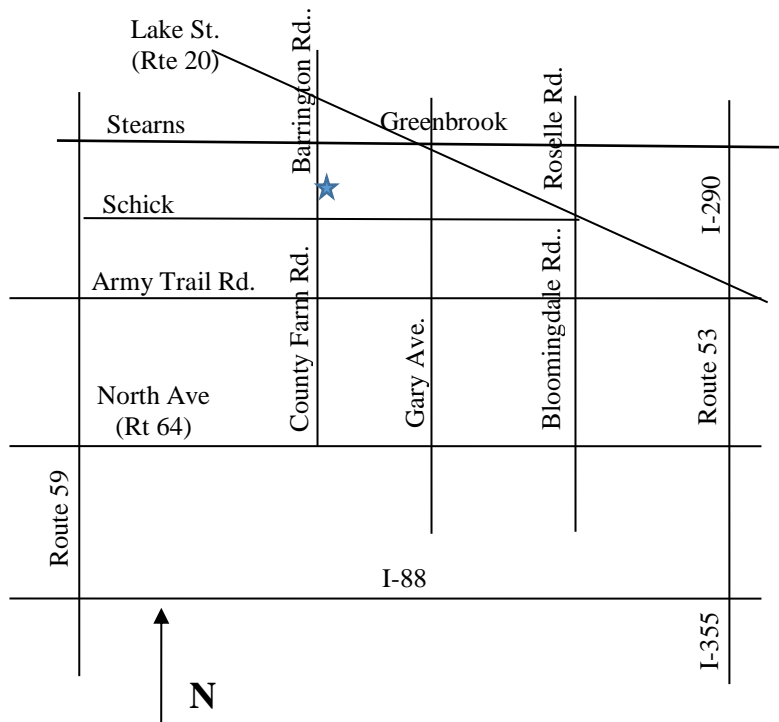 Lake St.
(Rte 20)
Barrington Rd..
Stearns
Greenbrook
Roselle Rd.
Schick
I-290
Army Trail Rd.
County Farm Rd.
Gary Ave.
Bloomingdale Rd..
Route 53
North Ave
(Rt 64)
Route 59
I-88
I-355
N